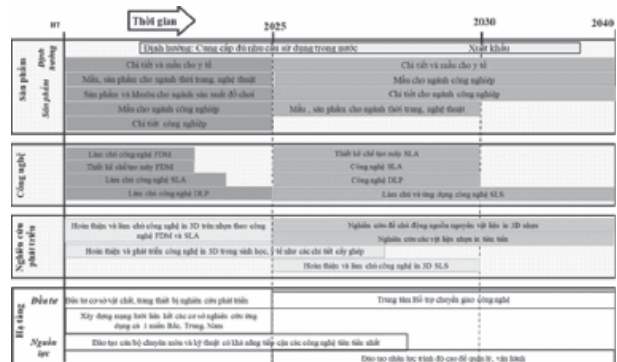 Thời gian
HT
2025
2030
2040
Sản phẩm
Định hướng
Định hướng: Cung cấp đủ nhu cầu sử dụng trong nước
Xuất khẩu
Sản phẩm
Chi tiết và mẫu cho y tế
Chi tiết và mẫu cho y tế
Mẫu, sản phẩm cho ngành thời trang, nghệ thuật
Mẫu cho ngành công nghiệp
Sản phẩm và khuôn cho ngành sản xuất đồ chơi
Chi tiết cho ngành công nghiệp
Mẫu cho ngành công nghiệp
Mẫu , sản phẩm cho ngành thời trang, nghệ thuật
Chi tiết công nghiệp
Công nghệ
Làm chủ công nghệ FDM
Thiết kế chế tạo máy SLA
Thiết kế chế tạo máy FDM
Công nghệ SLA
Làm chủ công nghệ SLA
Công nghệ DLP
Làm chủ công nghệ DLP
Làm chủ và ứng dụng công nghệ SLS
Nghiên cứu phát triển
Hoàn thiện và làm chủ công nghệ in 3D trên nhựa theo công
nghệ FDM và SLA
Nghiên cứu để chủ động nguồn nguyên vật liệu in 3D nhựa
Nghiên cứu các vật liệu nhựa in tiên tiến
Hoàn thiện và phát triển công nghệ in 3D trong sinh học, y tế như các chi tiết cấy ghép
Hoàn thiện và làm chủ công nghệ in 3D SLS
Hạ tầng
Đầu tư
Đầu tư cơ sở vật chất, trang thiết bị nghiên cứu phát triển
Trung tâm Hỗ trợ chuyển giao công nghệ
Xây dựng mạng lưới liên kết các cơ sở nghiên cứu ứng
dụng cả 3 miền Bắc, Trung, Nam
Nguồn lực
Đào tạo cán bộ chuyên môn và kỹ thuật có khả năng tiếp cận các công nghệ tiên tiến nhất
Đào tạo nhân lực trình độ cao để quản lý, vận hành